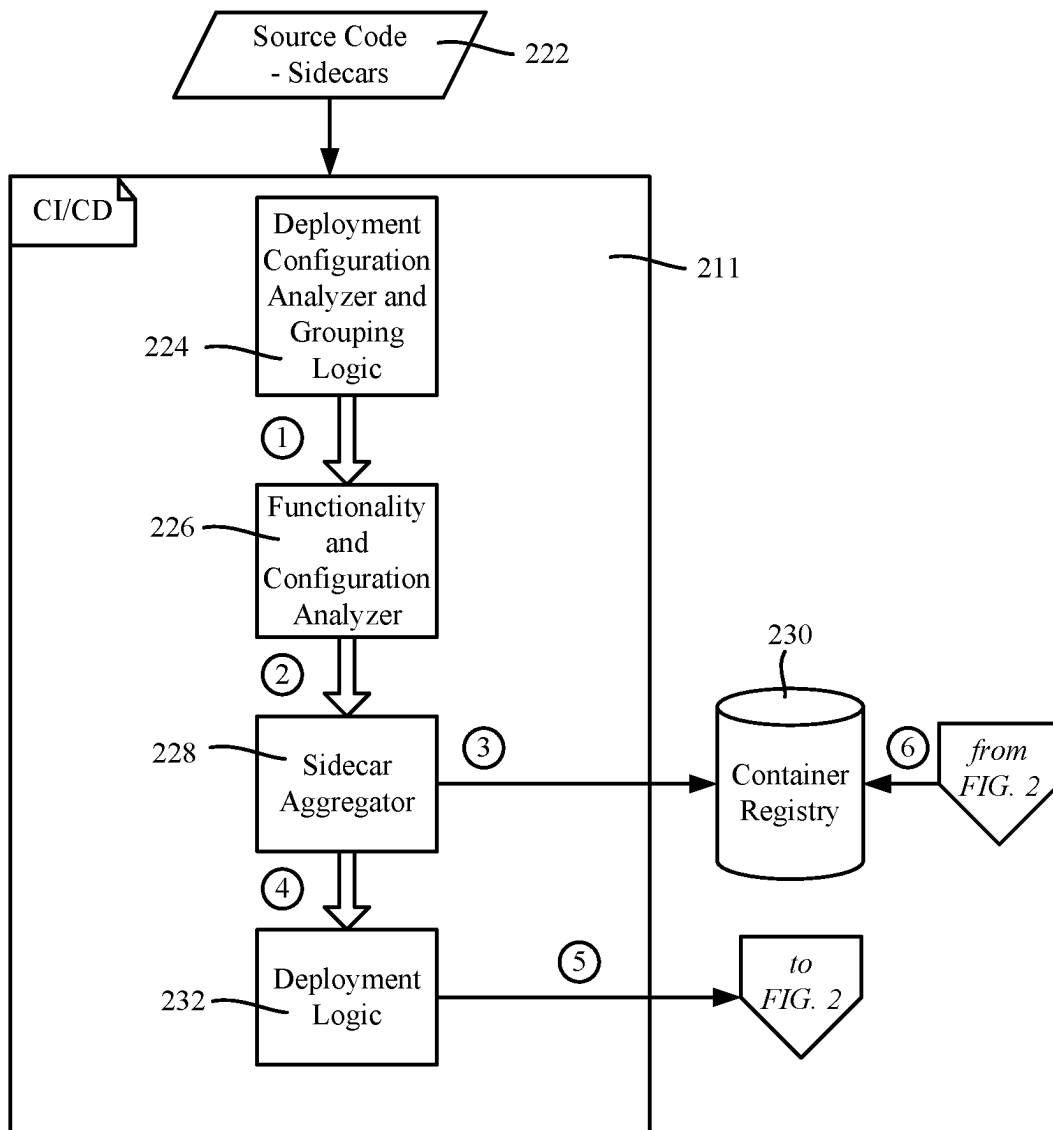 Source Code
- Sidecars
222
CI/CD
Deployment
Configuration
Analyzer and
Grouping
Logic
211
224
1
Functionality
and
Configuration
Analyzer
226
2
230
228
Sidecar
Aggregator
3
Container
Registry
6
from
FIG. 2
4
Deployment
Logic
232
5
to
FIG. 2